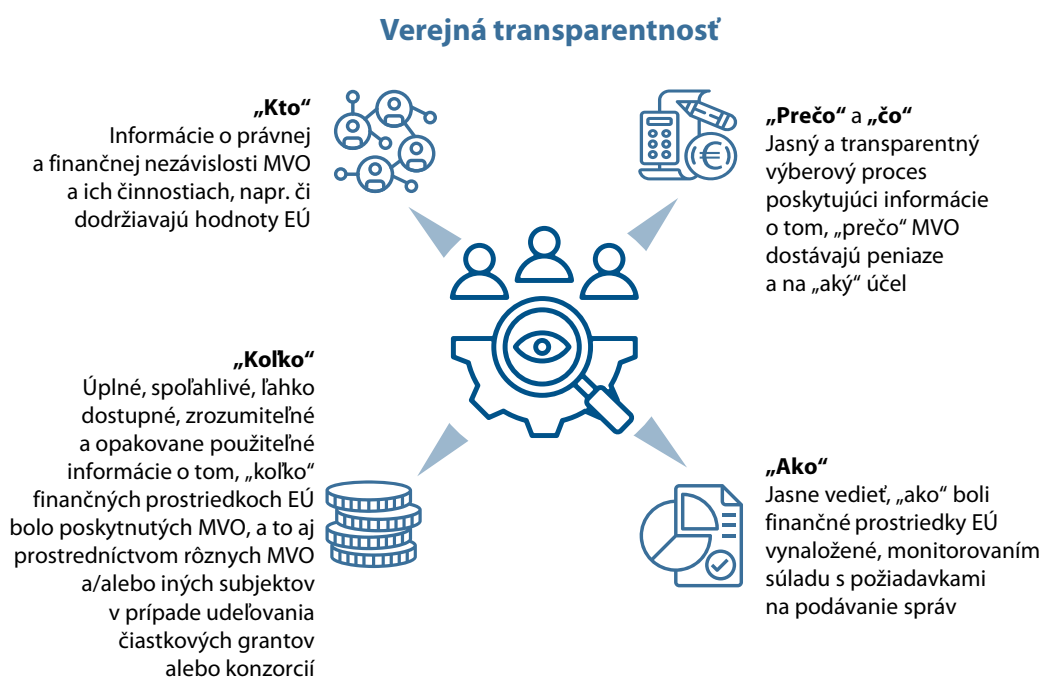 Verejná transparentnosť
„Kto“
Informácie o právnej
a finančnej nezávislosti MVO
a ich činnostiach, napr. či
dodržiavajú hodnoty EÚ
„Prečo“ a „čo“
Jasný a transparentný
výberový proces
poskytujúci informácie
o tom, „prečo“ MVO
dostávajú peniaze
a na „aký“ účel
„Koľko“
Úplné, spoľahlivé, ľahko
dostupné, zrozumiteľné
a opakovane použiteľné
informácie o tom, „koľko“
finančných prostriedkoch EÚ
bolo poskytnutých MVO, a to aj
prostredníctvom rôznych MVO
a/alebo iných subjektov
v prípade udeľovania
čiastkových grantov
alebo konzorcií
„Ako“
Jasne vedieť, „ako“ boli
finančné prostriedky EÚ
vynaložené, monitorovaním
súladu s požiadavkami
na podávanie správ